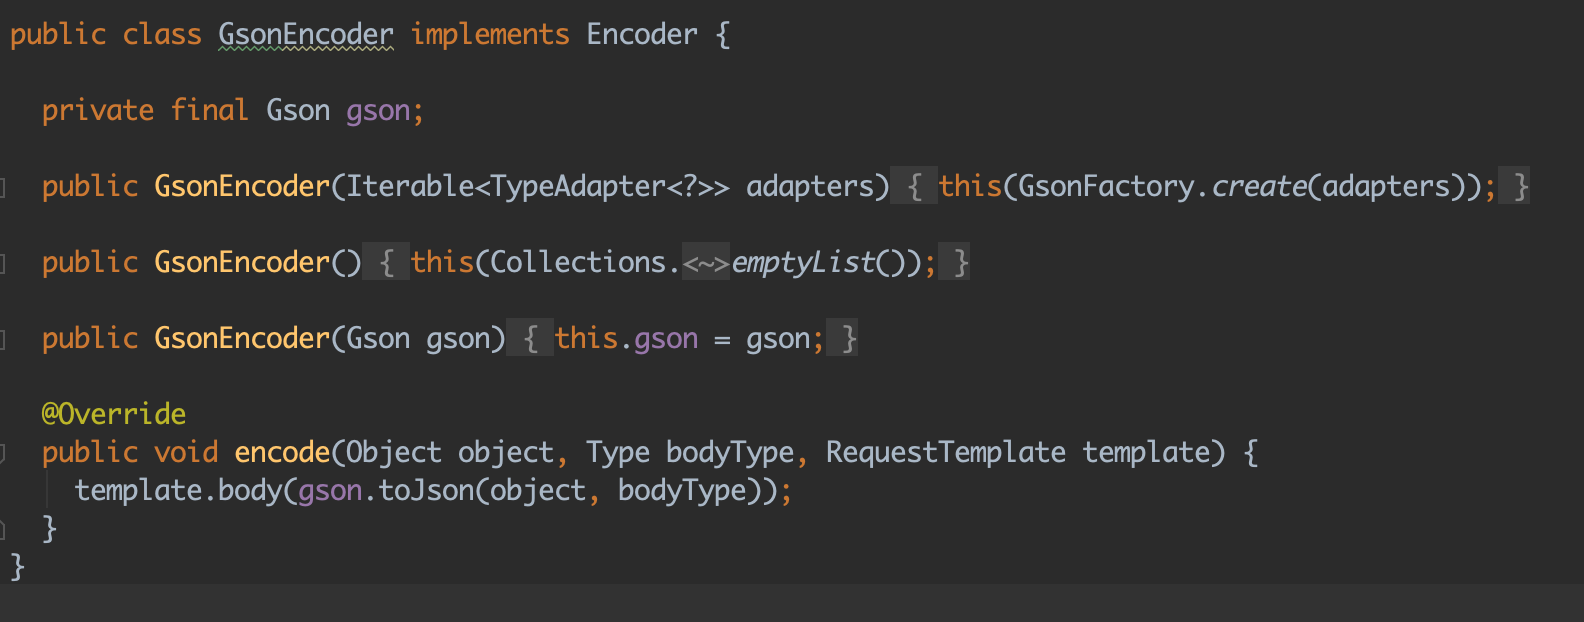 public class GsonEncoder implements Encoder {
private final Gson gson;
public GsonEncoder(Iterable<TypeAdapter<?>> adapters) { this(GsonFactory.create(adapters)); }
public GsonEncoder() { this(Collections.<~>emptyList()); }
public GsonEncoder(Gson gson) { this.gson = gson; }
@Override
public void encode(Object object, Type bodyType, RequestTemplate template) {
template.body(gson.toJson(object, bodyType));
}
}